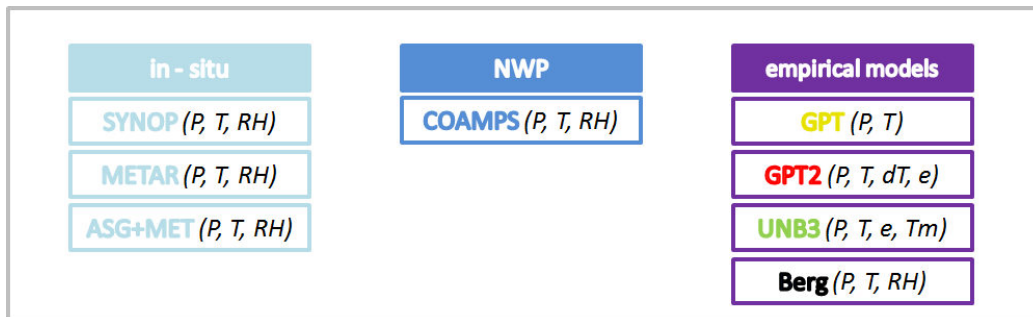 in - situ
SYNOP (P, T, RH)
METAR (P, T, RH)
ASG+MET (P, T, RH)
NWP
COAMPS (P, T, RH)
empirical models
GPT (P, T)
GPT2 (P, T, dT, e)
UNB3 (P, T, e, Tm)
Berg (P, T, RH)